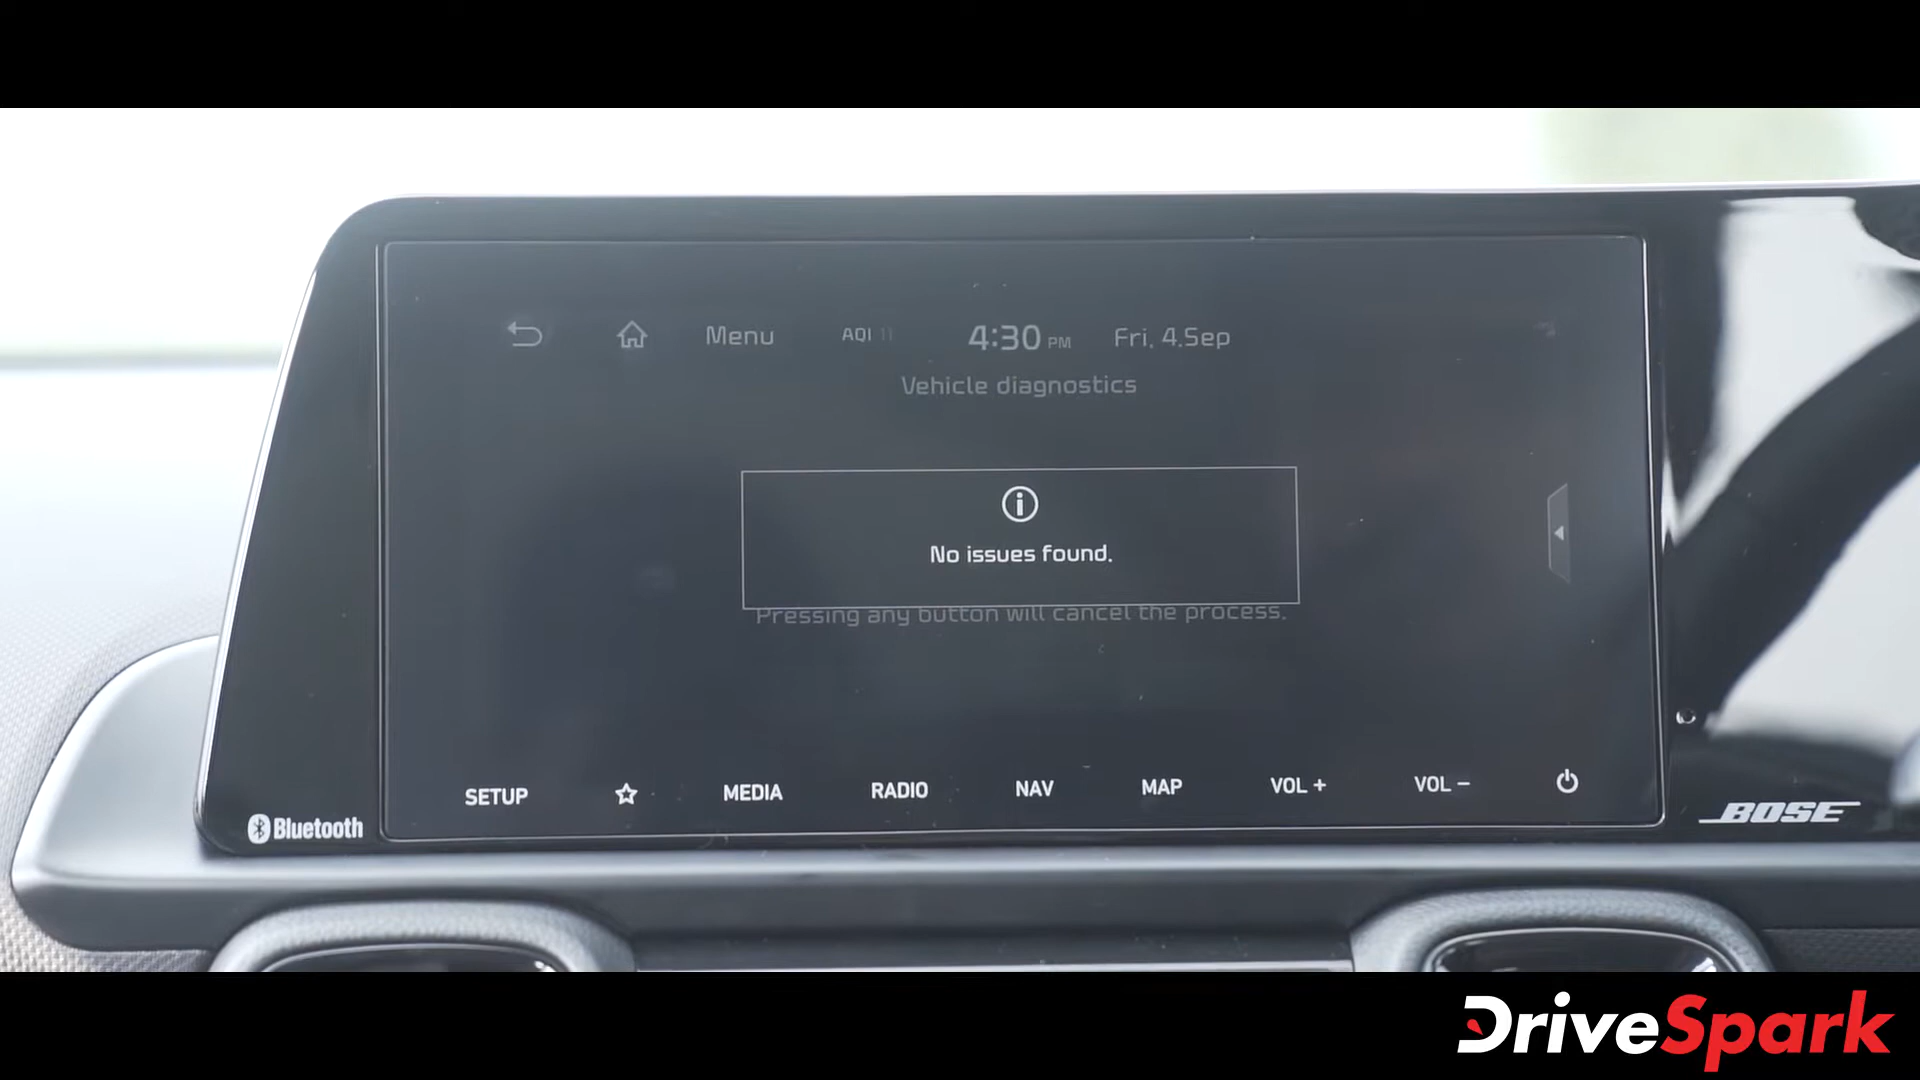 Menu AQI 11 4:30 PM Fri, 4.Sep
Vehicle diagnostics
No issues found.
Pressing any button will cancel the process.
SETUP MEDIA RADIO NAV MAP VOL + VOL −
Bluetooth
BOSE
DriveSpark